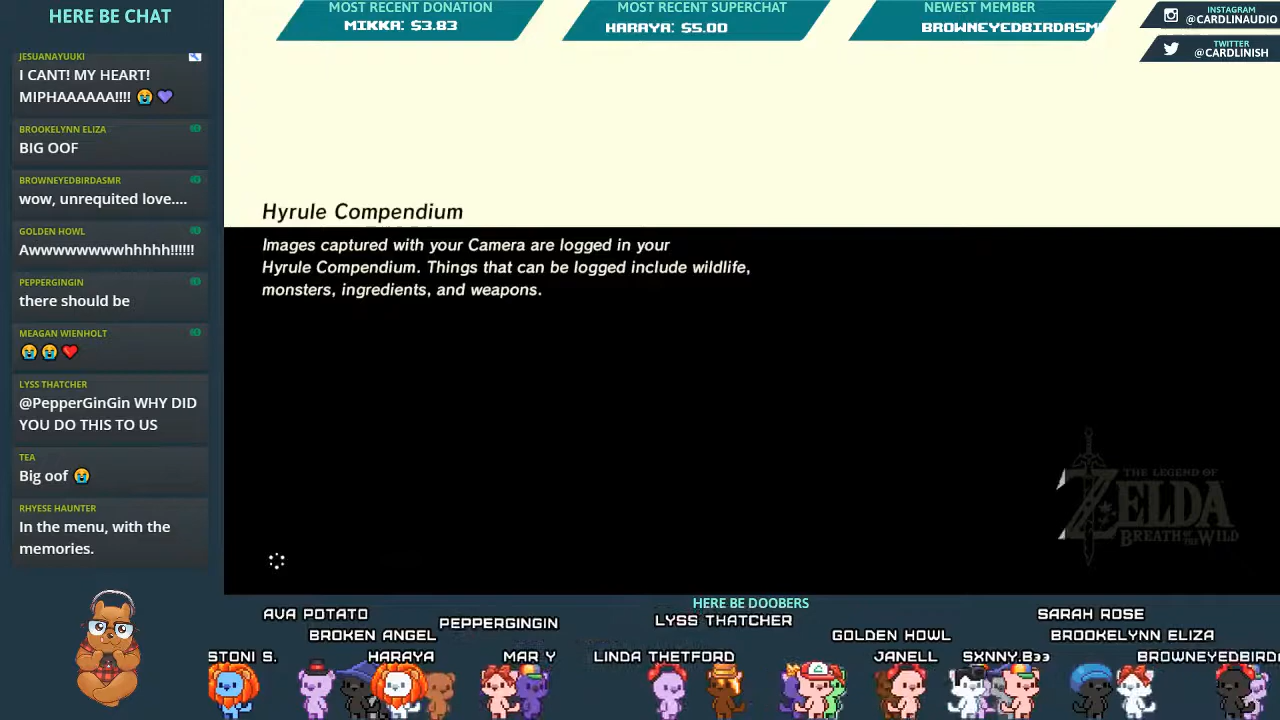 HERE BE CHAT
JESUANAYUUKI
I CANT! MY HEART!
MIPHAAAAAA!!!! 😭 💜
BROOKELYNN ELIZA
BIG OOF
BROWNEYEDBIRDASMR
wow, unrequited love....
GOLDEN HOWL
Awwwwwwwwhhhhh!!!!!!
PEPPERGINGIN
there should be
MEAGAN WIENHOLT
😭 😭 ❤️
LYSS THATCHER
@PepperGinGin WHY DID
YOU DO THIS TO US
TEA
Big oof 😭
RHYESE HAUNTER
In the menu, with the
memories.
MOST RECENT DONATION
MIKKA: $3.83
MOST RECENT SUPERCHAT
HARAYA: $5.00
NEWEST MEMBER
BROWNEYEDBIRDASM
INSTAGRAM
@CARDLINAUDIO
TWITTER
@CARDLINISH
Hyrule Compendium
Images captured with your Camera are logged in your
Hyrule Compendium. Things that can be logged include wildlife,
monsters, ingredients, and weapons.
THE LEGEND OF
ZELDA
BREATH OF THE WILD
HERE BE DOOBERS
AVA POTATO
BROKEN ANGEL
PEPPERGINGIN
LYSS THATCHER
GOLDEN HOWL
SARAH ROSE
BROOKELYNN ELIZA
STONI S.
HARAYA
MAR Y
LINDA THETFORD
JANELL
SXNNY.B33
BROWNEYEDBIRD